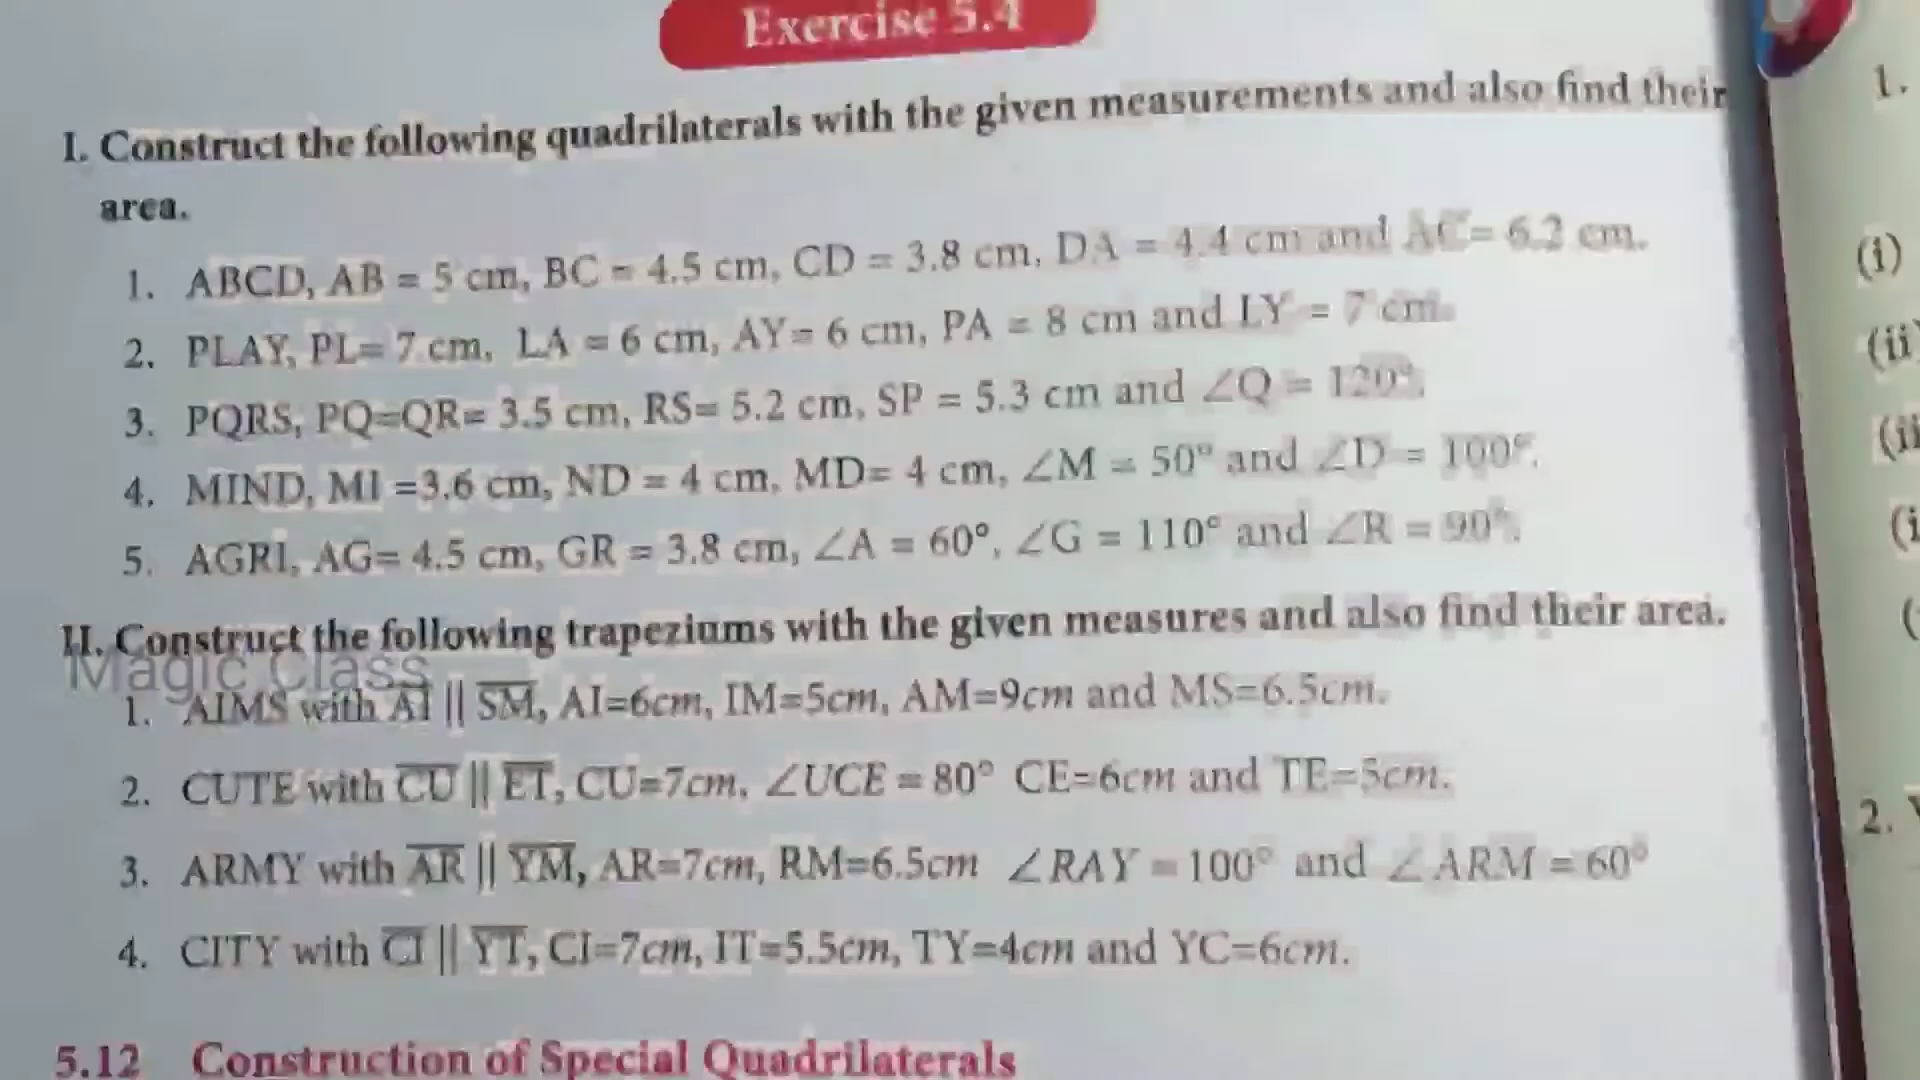 Exercise 5.4
I. Construct the following quadrilaterals with the given measurements and also find their
area.
1. ABCD, AB = 5 cm, BC = 4.5 cm, CD = 3.8 cm, DA = 4.4 cm and AC = 6.2 cm.
2. PLAY, PL= 7 cm, LA = 6 cm, AY= 6 cm, PA = 8 cm and LY = 7 cm.
3. PQRS, PQ=QR= 3.5 cm, RS= 5.2 cm, SP = 5.3 cm and ∠Q = 120°.
4. MIND, MI =3.6 cm, ND = 4 cm, MD= 4 cm, ∠M = 50° and ∠D = 100°.
5. AGRI, AG= 4.5 cm, GR = 3.8 cm, ∠A = 60°, ∠G = 110° and ∠R = 90°.
II. Construct the following trapeziums with the given measures and also find their area.
Magic Class
1. AIMS with A̅I̅ || S̅M̅, AI=6cm, IM=5cm, AM=9cm and MS=6.5cm.
2. CUTE with C̅U̅ || E̅T̅, CU=7cm, ∠UCE = 80° CE=6cm and TE=5cm.
3. ARMY with A̅R̅ || Y̅M̅, AR=7cm, RM=6.5cm ∠RAY = 100° and ∠ARM = 60°
4. CITY with C̅I̅ || Y̅T̅, CI=7cm, IT=5.5cm, TY=4cm and YC=6cm.
5.12 Construction of Special Quadrilaterals
1.
(i)
(ii)
2.